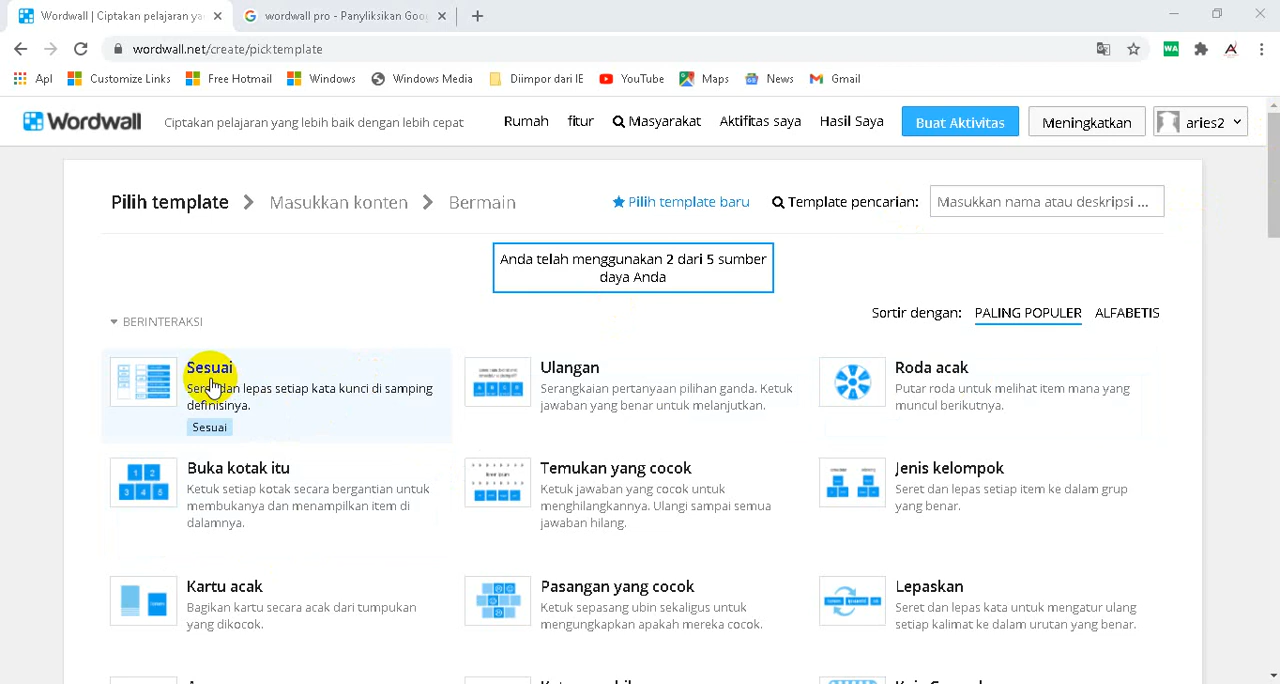 Wordwall | Ciptakan pelajaran ya
wordwall pro - Panyliksikan Goog
wordwall.net/create/picktemplate
Apl
Customize Links
Free Hotmail
Windows
Windows Media
Diimpor dari IE
YouTube
Maps
News
Gmail
Wordwall
Ciptakan pelajaran yang lebih baik dengan lebih cepat
Rumah
fitur
Masyarakat
Aktifitas saya
Hasil Saya
Buat Aktivitas
Meningkatkan
aries2
Pilih template
Masukkan konten
Bermain
Pilih template baru
Template pencarian:
Masukkan nama atau deskripsi ...
Anda telah menggunakan 2 dari 5 sumber
daya Anda
BERINTERAKSI
Sortir dengan:
PALING POPULER
ALFABETIS
Sesuai
dan lepas setiap kata kunci di samping
definisinya.
Sesuai
Ulangan
Serangkaian pertanyaan pilihan ganda. Ketuk
jawaban yang benar untuk melanjutkan.
Roda acak
Putar roda untuk melihat item mana yang
muncul berikutnya.
Buka kotak itu
Ketuk setiap kotak secara bergantian untuk
membukanya dan menampilkan item di
dalamnya.
Temukan yang cocok
Ketuk jawaban yang cocok untuk
menghilangkannya. Ulangi sampai semua
jawaban hilang.
Jenis kelompok
Seret dan lepas setiap item ke dalam grup
yang benar.
Kartu acak
Bagikan kartu secara acak dari tumpukan
yang dikocok.
Pasangan yang cocok
Ketuk sepasang ubin sekaligus untuk
mengungkapkan apakah mereka cocok.
Lepaskan
Seret dan lepas kata untuk mengatur ulang
setiap kalimat ke dalam urutan yang benar.